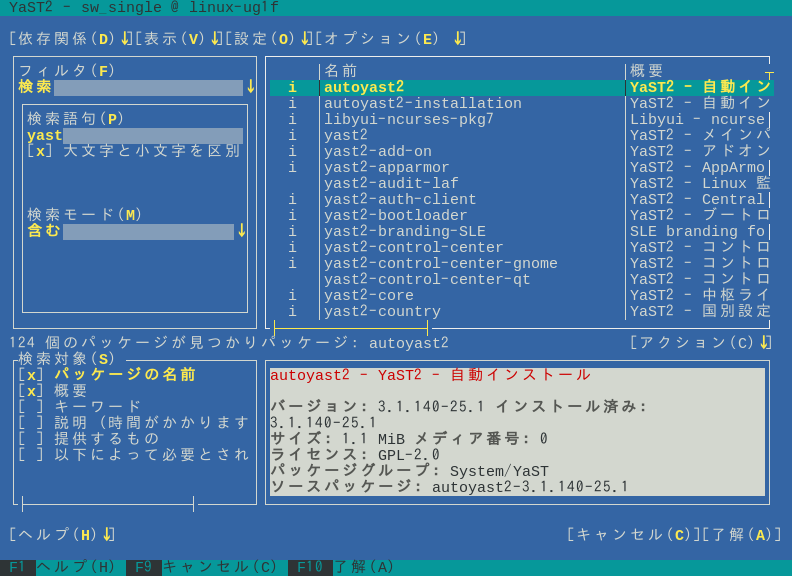 YaST2 - sw_single @ linux-ug1f
[依存関係(D)↓][表示(V)↓][設定(O)↓][オプション(E) ↓]
フィルタ(F)
検索 ↓
検索語句(P)
yast
[x] 大文字と小文字を区別
検索モード(M)
含む ↓
名前 概要
i autoyast2 YaST2 - 自動イン
i autoyast2-installation YaST2 - 自動イン
i libyui-ncurses-pkg7 Libyui - ncurse
i yast2 YaST2 - メインパ
i yast2-add-on YaST2 - アドオン
i yast2-apparmor YaST2 - AppArmo
yast2-audit-laf YaST2 - Linux 監
i yast2-auth-client YaST2 - Central
i yast2-bootloader YaST2 - ブートロ
i yast2-branding-SLE SLE branding fo
i yast2-control-center YaST2 - コントロ
i yast2-control-center-gnome YaST2 - コントロ
yast2-control-center-qt YaST2 - コントロ
i yast2-core YaST2 - 中枢ライ
i yast2-country YaST2 - 国別設定
124 個のパッケージが見つかりパッケージ: autoyast2 [アクション(C)↓]
検索対象(S)
[x] パッケージの名前
[x] 概要
[ ] キーワード
[ ] 説明 (時間がかかります
[ ] 提供するもの
[ ] 以下によって必要とされ
autoyast2 - YaST2 - 自動インストール
バージョン: 3.1.140-25.1 インストール済み:
3.1.140-25.1
サイズ: 1.1 MiB メディア番号: 0
ライセンス: GPL-2.0
パッケージグループ: System/YaST
ソースパッケージ: autoyast2-3.1.140-25.1
[ヘルプ(H)↓] [キャンセル(C)][了解(A)]
F1 ヘルプ(H) F9 キャンセル(C) F10 了解(A)